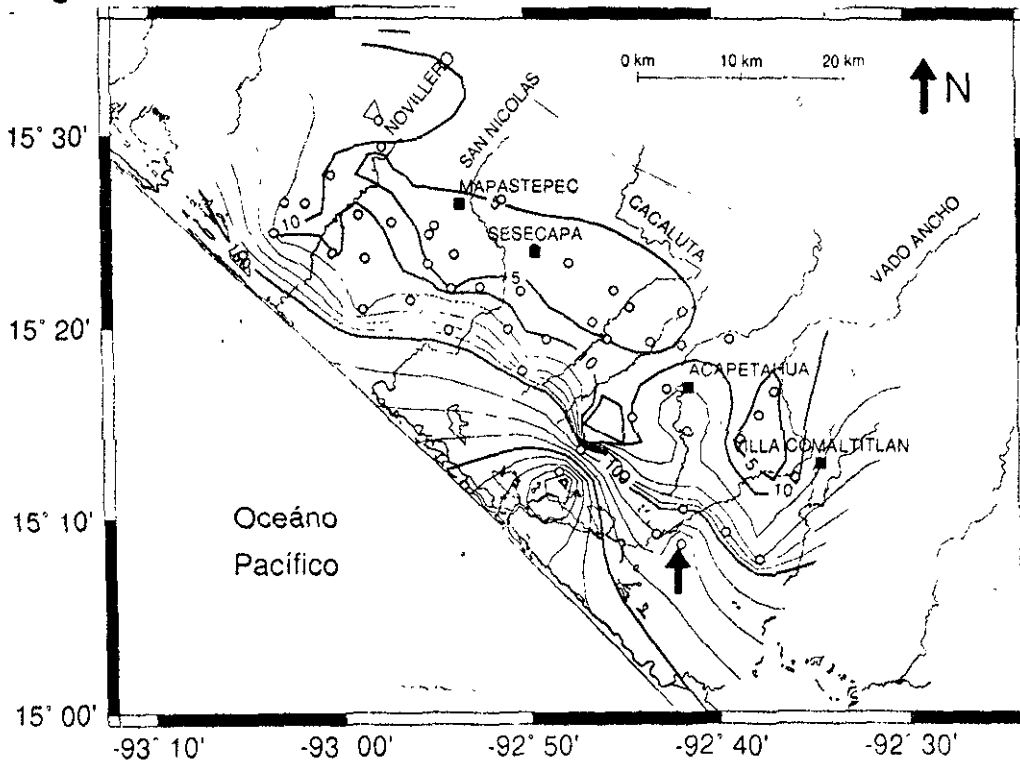 0 km 10 km 20 km
N
NOVILLERO
SAN NICOLAS
15° 30'
MAPASTEPEC
10
CACALUTA
SESECAPA
VADO ANCHO
5
15° 20'
ACAPETAHUA
VILLA COMALTITLAN
5
100
10
15° 10'
Oceáno
Pacífico
15° 00'
-93° 10' -93° 00' -92° 50' -92° 40' -92° 30'